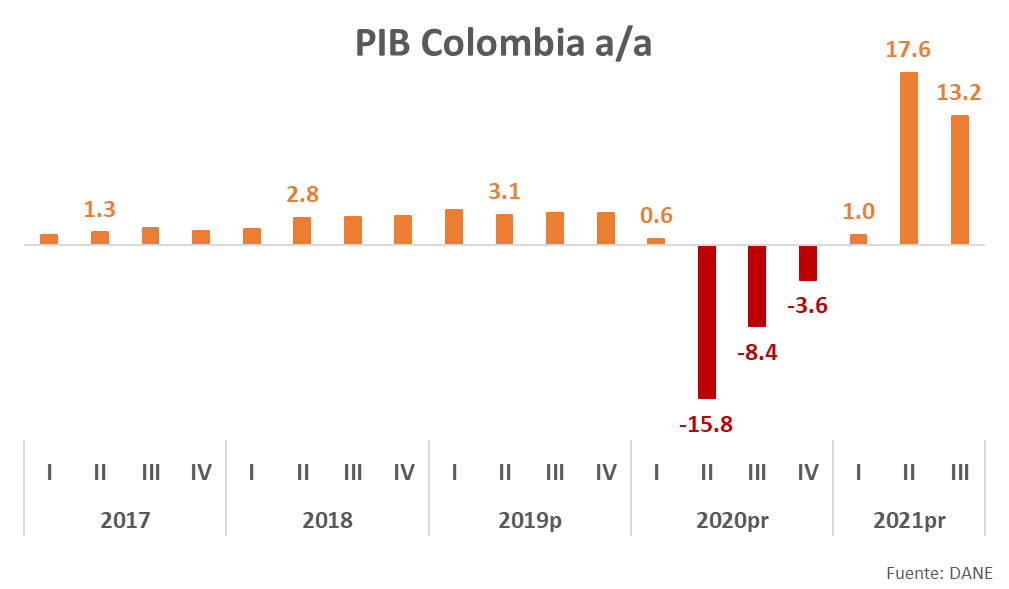 PIB Colombia a/a
17.6
13.2
2.8
3.1
1.3
0.6
1.0
-3.6
-8.4
-15.8
I II III IV I II III IV I II III IV I II III IV I II III
2017 2018 2019p 2020pr 2021pr
Fuente: DANE